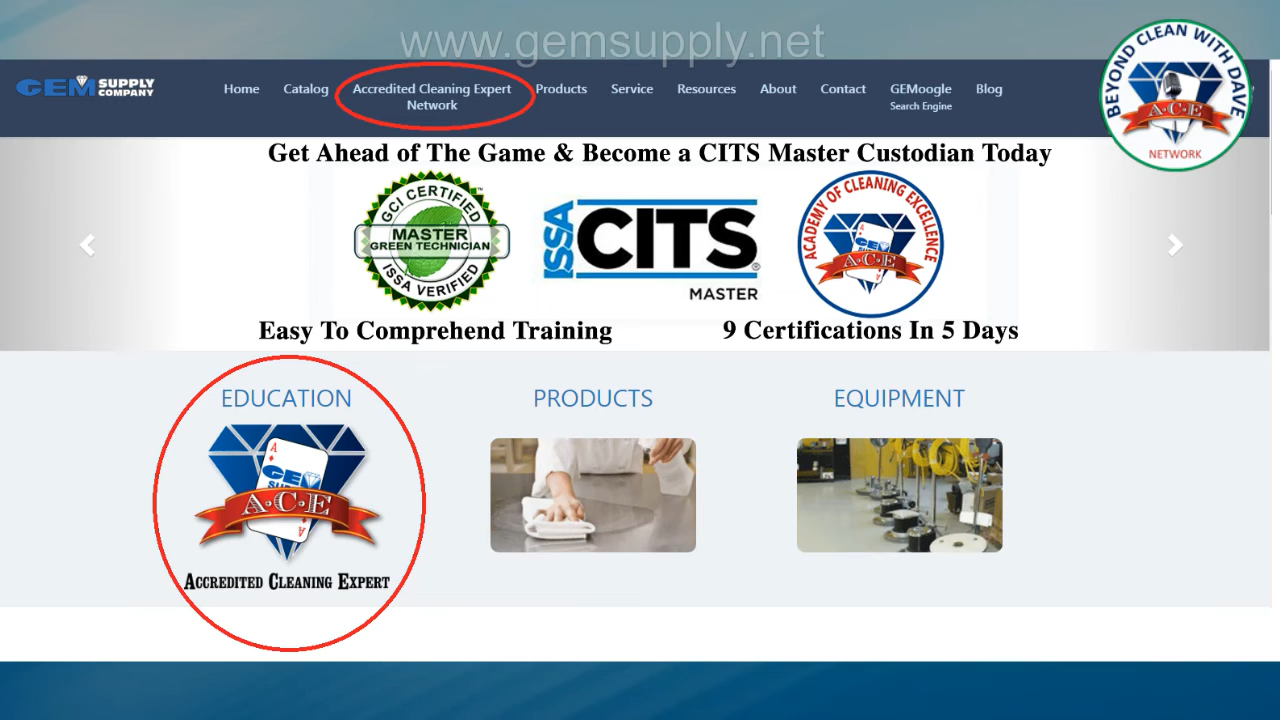 www.gemsupply.net
GEM SUPPLY COMPANY
Home
Catalog
Accredited Cleaning Expert
Network
Products
Service
Resources
About
Contact
GEMoogle
Search Engine
Blog
BEYOND CLEAN WITH DAVE
A·C·E
NETWORK
Get Ahead of The Game & Become a CITS Master Custodian Today
GCI CERTIFIED
MASTER
GREEN TECHNICIAN
ISSA VERIFIED
ISSA CITS
MASTER
ACADEMY OF CLEANING EXCELLENCE
A
GEM
A·C·E
Easy To Comprehend Training
9 Certifications In 5 Days
EDUCATION
PRODUCTS
EQUIPMENT
A
GEM
A·C·E
A
ACCREDITED CLEANING EXPERT